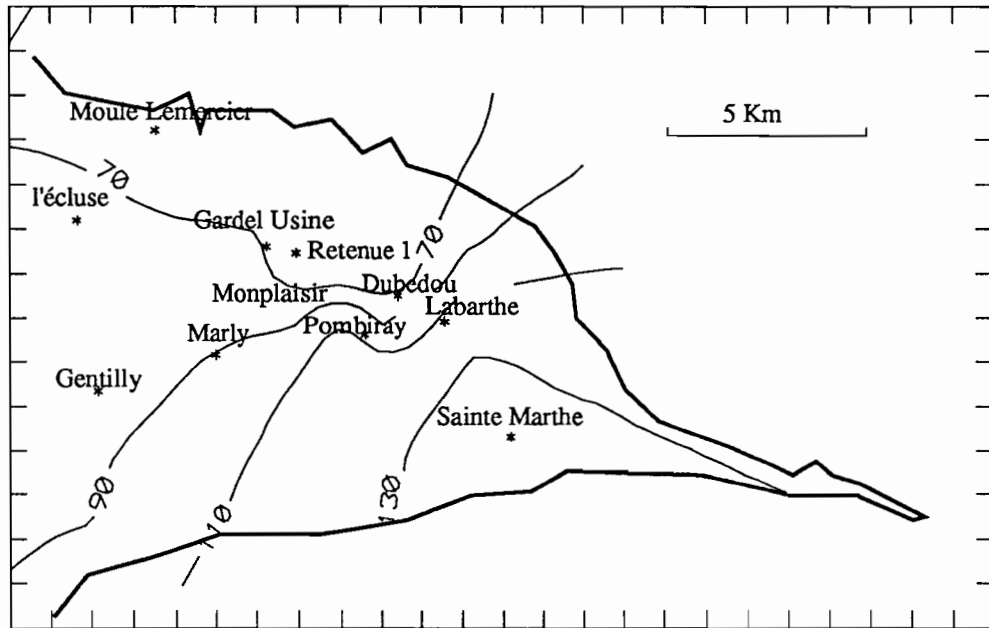 5 Km
Moule Lemercier
70
l'écluse
Gardel Usine
Retenue 1
70
Dubedou
Monplaisir
Labarthe
Pombiray
Marly
Gentilly
Sainte Marthe
90
130
110